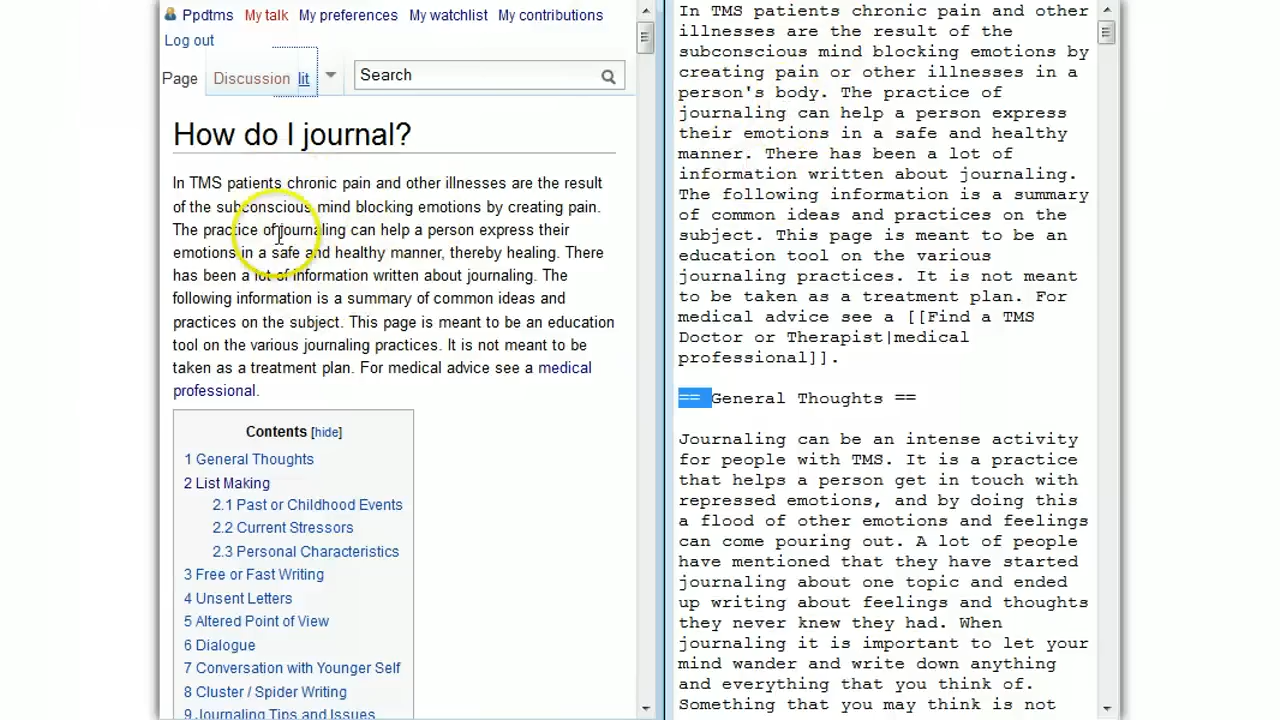 Ppdtms My talk My preferences My watchlist My contributions
Log out
Page Discussion lit Search
How do I journal?
In TMS patients chronic pain and other illnesses are the result
of the subconscious mind blocking emotions by creating pain.
The practice of journaling can help a person express their
emotions in a safe and healthy manner, thereby healing. There
has been a lot of information written about journaling. The
following information is a summary of common ideas and
practices on the subject. This page is meant to be an education
tool on the various journaling practices. It is not meant to be
taken as a treatment plan. For medical advice see a medical
professional.
Contents [hide]
1 General Thoughts
2 List Making
2.1 Past or Childhood Events
2.2 Current Stressors
2.3 Personal Characteristics
3 Free or Fast Writing
4 Unsent Letters
5 Altered Point of View
6 Dialogue
7 Conversation with Younger Self
8 Cluster / Spider Writing
9 Journaling Tips and Issues
In TMS patients chronic pain and other
illnesses are the result of the
subconscious mind blocking emotions by
creating pain or other illnesses in a
person's body. The practice of
journaling can help a person express
their emotions in a safe and healthy
manner. There has been a lot of
information written about journaling.
The following information is a summary
of common ideas and practices on the
subject. This page is meant to be an
education tool on the various
journaling practices. It is not meant
to be taken as a treatment plan. For
medical advice see a [[Find a TMS
Doctor or Therapist|medical
professional]].
== General Thoughts ==
Journaling can be an intense activity
for people with TMS. It is a practice
that helps a person get in touch with
repressed emotions, and by doing this
a flood of other emotions and feelings
can come pouring out. A lot of people
have mentioned that they have started
journaling about one topic and ended
up writing about feelings and thoughts
they never knew they had. When
journaling it is important to let your
mind wander and write down anything
and everything that you think of.
Something that you may think is not